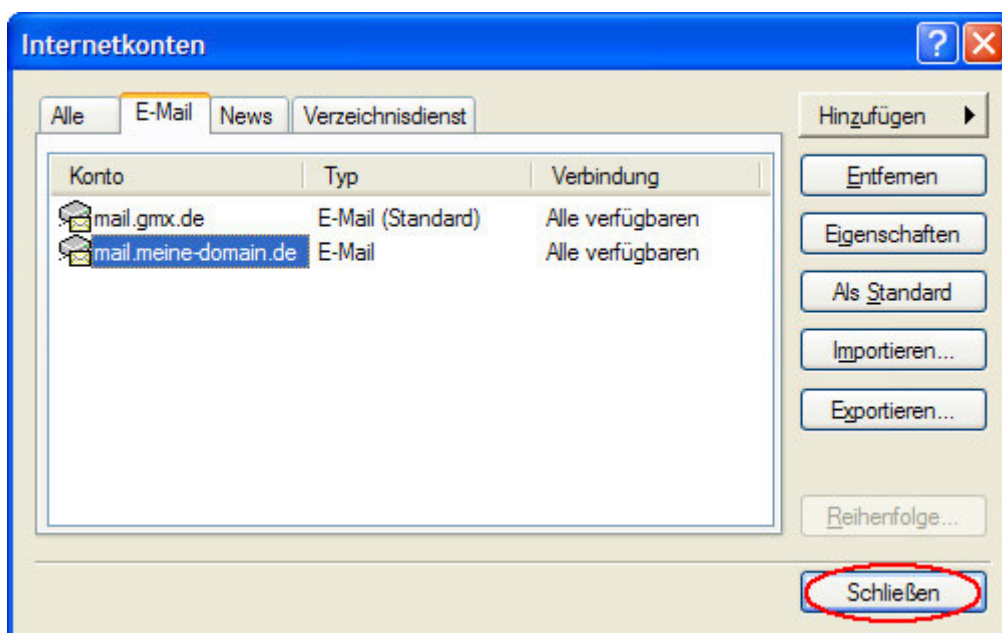 Internetkonten
Alle E-Mail News Verzeichnisdienst
Hinzufügen
Konto Typ Verbindung
Entfernen
mail.gmx.de E-Mail (Standard) Alle verfügbaren
mail.meine-domain.de E-Mail Alle verfügbaren
Eigenschaften
Als Standard
Importieren...
Exportieren...
Reihenfolge...
Schließen